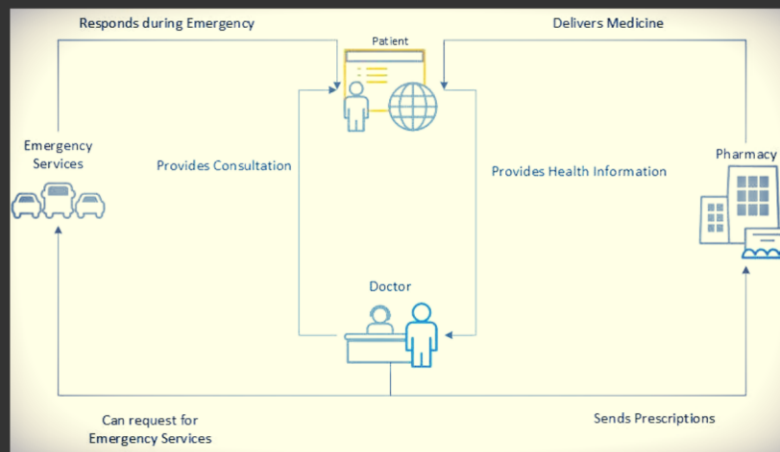 Responds during Emergency
Delivers Medicine
Patient
Emergency
Services
Pharmacy
Provides Consultation
Provides Health Information
Doctor
Can request for
Emergency Services
Sends Prescriptions